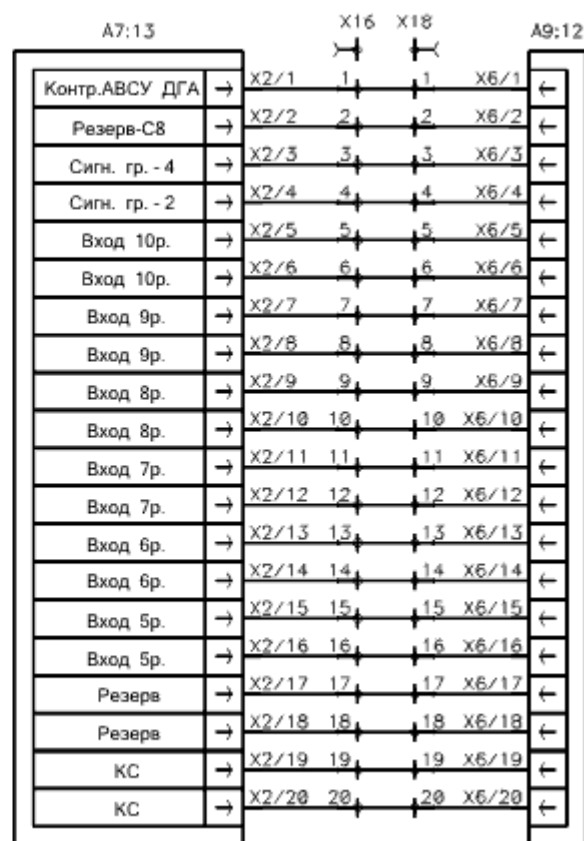 X16 X18
A7:13 A9:12
Контр.АВСУ ДГА X2/1 1 1 X6/1
Резерв-С8 X2/2 2 2 X6/2
Сигн. гр. - 4 X2/3 3 3 X6/3
Сигн. гр. - 2 X2/4 4 4 X6/4
Вход 10р. X2/5 5 5 X6/5
Вход 10р. X2/6 6 6 X6/6
Вход 9р. X2/7 7 7 X6/7
Вход 9р. X2/8 8 8 X6/8
Вход 8р. X2/9 9 9 X6/9
Вход 8р. X2/10 10 10 X6/10
Вход 7р. X2/11 11 11 X6/11
Вход 7р. X2/12 12 12 X6/12
Вход 6р. X2/13 13 13 X6/13
Вход 6р. X2/14 14 14 X6/14
Вход 5р. X2/15 15 15 X6/15
Вход 5р. X2/16 16 16 X6/16
Резерв X2/17 17 17 X6/17
Резерв X2/18 18 18 X6/18
КС X2/19 19 19 X6/19
КС X2/20 20 20 X6/20